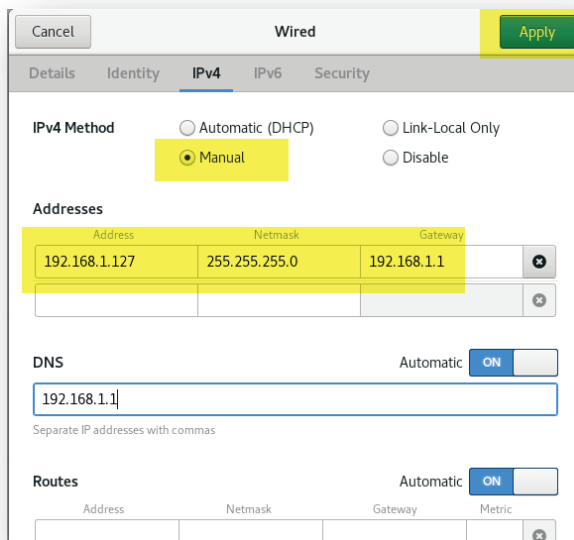 Cancel Wired Apply
Details Identity IPv4 IPv6 Security
IPv4 Method Automatic (DHCP) Link-Local Only
Manual Disable
Addresses
Address Netmask Gateway
192.168.1.127 255.255.255.0 192.168.1.1
DNS Automatic ON
192.168.1.1
Separate IP addresses with commas
Routes Automatic ON
Address Netmask Gateway Metric